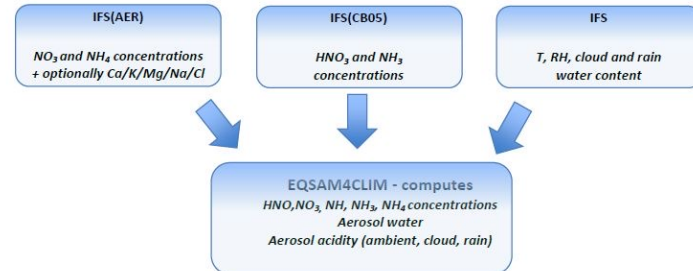 IFS(AER)
NO3 and NH4 concentrations
+ optionally Ca/K/Mg/Na/Cl
IFS(CB05)
HNO3 and NH3
concentrations
IFS
T, RH, cloud and rain
water content
EQSAM4CLIM - computes
HNO,NO3, NH, NH3, NH4 concentrations
Aerosol water
Aerosol acidity (ambient, cloud, rain)